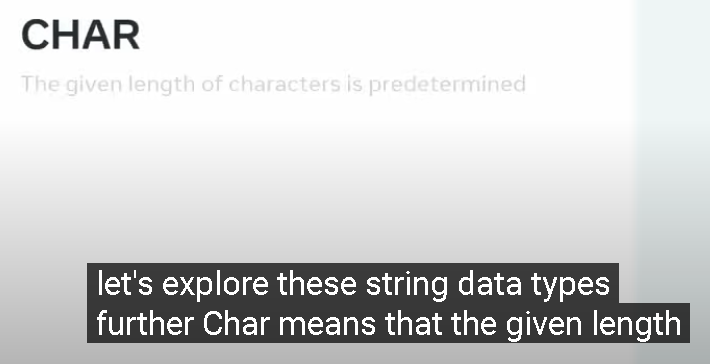 CHAR
The given length of characters is predetermined
let's explore these string data types
further Char means that the given length